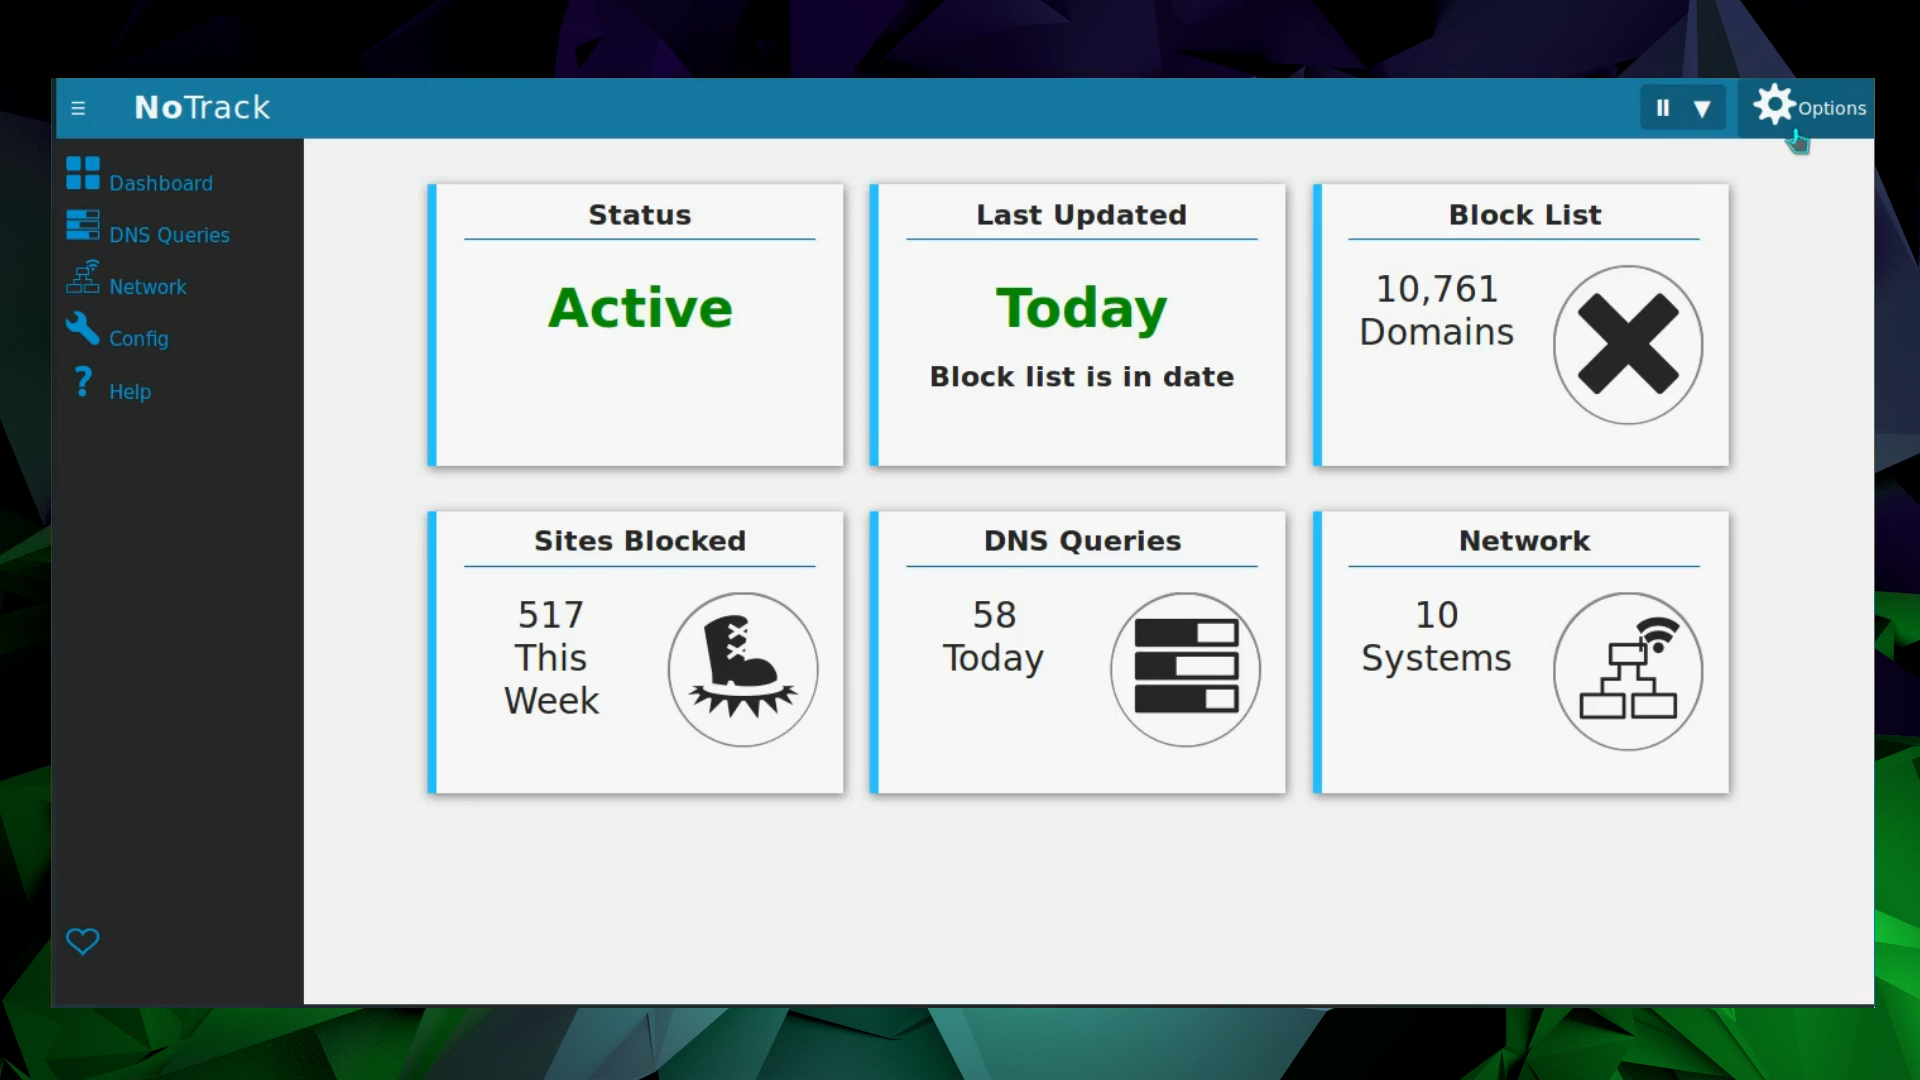 ☰ NoTrack
Options
Dashboard
DNS Queries
Network
Config
Help
Status
Active
Last Updated
Today
Block list is in date
Block List
10,761
Domains
Sites Blocked
517
This
Week
DNS Queries
58
Today
Network
10
Systems